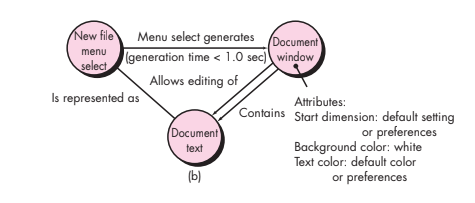 New file
menu
select
Menu select generates
(generation time < 1.0 sec)
Document
window
Allows editing of
Is represented as
Contains
Attributes:
Start dimension: default setting
or preferences
Background color: white
Text color: default color
or preferences
Document
text
(b)